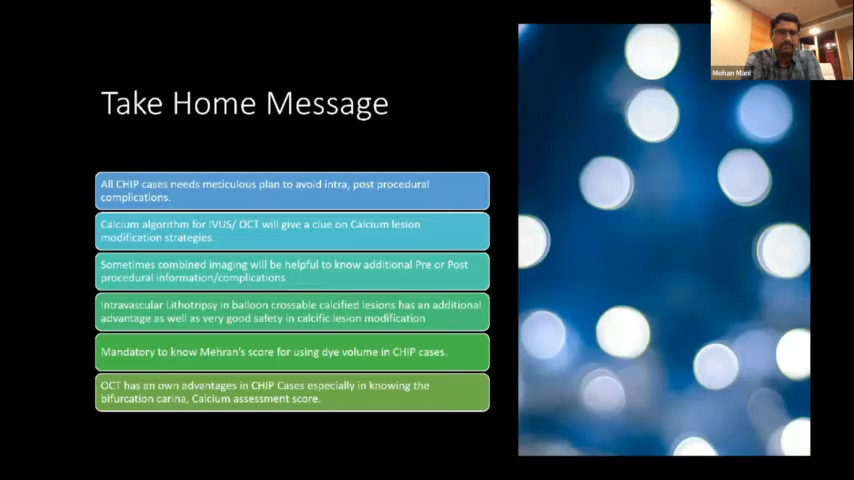 Mohan Mani
Take Home Message
All CHIP cases needs meticulous plan to avoid intra, post procedural
complications.
Calcium algorithm for IVUS/ OCT will give a clue on Calcium lesion
modification strategies.
Sometimes combined imaging will be helpful to know additional Pre or Post
procedural information/complications
Intravascular Lithotripsy in balloon crossable calcified lesions has an additional
advantage as well as very good safety in calcific lesion modification
Mandatory to know Mehran's score for using dye volume in CHIP cases.
OCT has an own advantages in CHIP Cases especially in knowing the
bifurcation carina, Calcium assessment score.